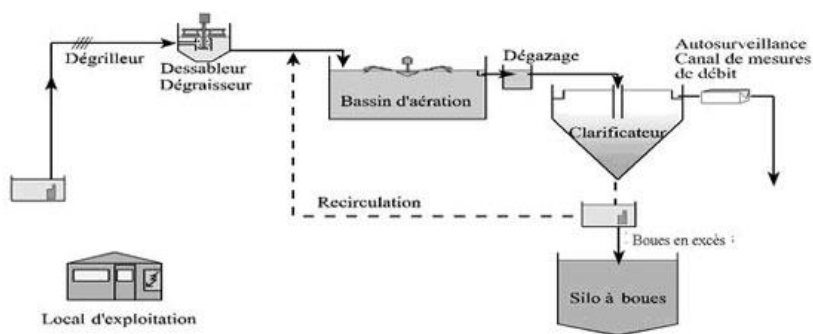 Dégrilleur
Dessableur
Dégraisseur
Bassin d'aération
Dégazage
Autosurveillance
Canal de mesures
de débit
Clarificateur
Recirculation
Boues en excès
Silo à boues
Local d'exploitation